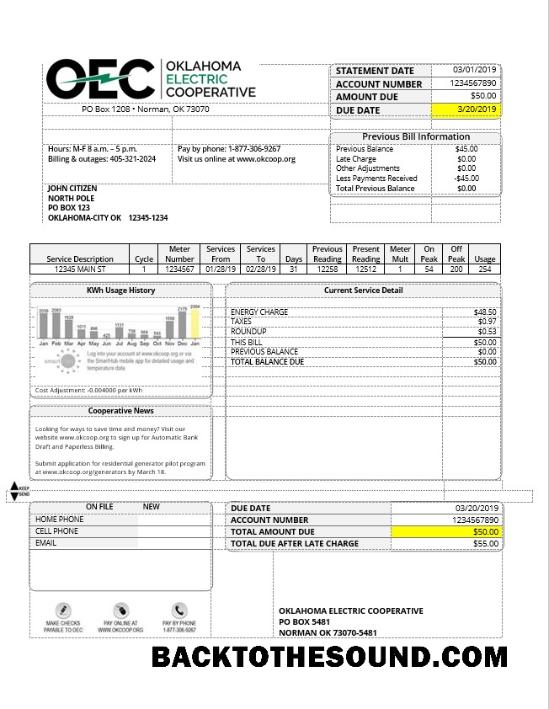 OEC OKLAHOMA ELECTRIC COOPERATIVE
PO Box 1208 • Norman, OK 73070
STATEMENT DATE 03/01/2019
ACCOUNT NUMBER 1234567890
AMOUNT DUE $50.00
DUE DATE 3/20/2019
Hours: M-F 8 a.m. – 5 p.m.
Billing & outages: 405-321-2024
Pay by phone: 1-877-306-9267
Visit us online at www.okcoop.org
Previous Bill Information
Previous Balance $45.00
Late Charge $0.00
Other Adjustments $0.00
Less Payments Received -$45.00
Total Previous Balance $0.00
JOHN CITIZEN
NORTH POLE
PO BOX 123
OKLAHOMA-CITY OK 12345-1234
Service Description Cycle Meter Number Services From Services To Days Previous Reading Present Reading Meter Mult On Peak Off Peak Usage
12345 MAIN ST 1 1234567 01/28/19 02/28/19 31 12258 12512 1 54 200 254
KWh Usage History
Jan Feb Mar Apr May Jun Jul Aug Sep Oct Nov Dec Jan
Log into your account at www.okcoop.org or via
the SmartHub mobile app for detailed usage and
temperature data.
Cost Adjustment: -0.004000 per kWh
Current Service Detail
ENERGY CHARGE $48.50
TAXES $0.97
ROUNDUP $0.53
THIS BILL $50.00
PREVIOUS BALANCE $0.00
TOTAL BALANCE DUE $50.00
Cooperative News
Looking for ways to save time and money? Visit our
website www.okcoop.org to sign up for Automatic Bank
Draft and Paperless Billing.
Submit application for residential generator pilot program
at www.okcoop.org/generators by March 18.
KEEP
SEND
ON FILE NEW
HOME PHONE
CELL PHONE
EMAIL
DUE DATE 03/20/2019
ACCOUNT NUMBER 1234567890
TOTAL AMOUNT DUE $50.00
TOTAL DUE AFTER LATE CHARGE $55.00
MAKE CHECKS PAYABLE TO OEC
PAY ONLINE AT WWW.OKCOOP.ORG
PAY BY PHONE 1-877-306-9267
OKLAHOMA ELECTRIC COOPERATIVE
PO BOX 5481
NORMAN OK 73070-5481
BACKTOTHESOUND.COM